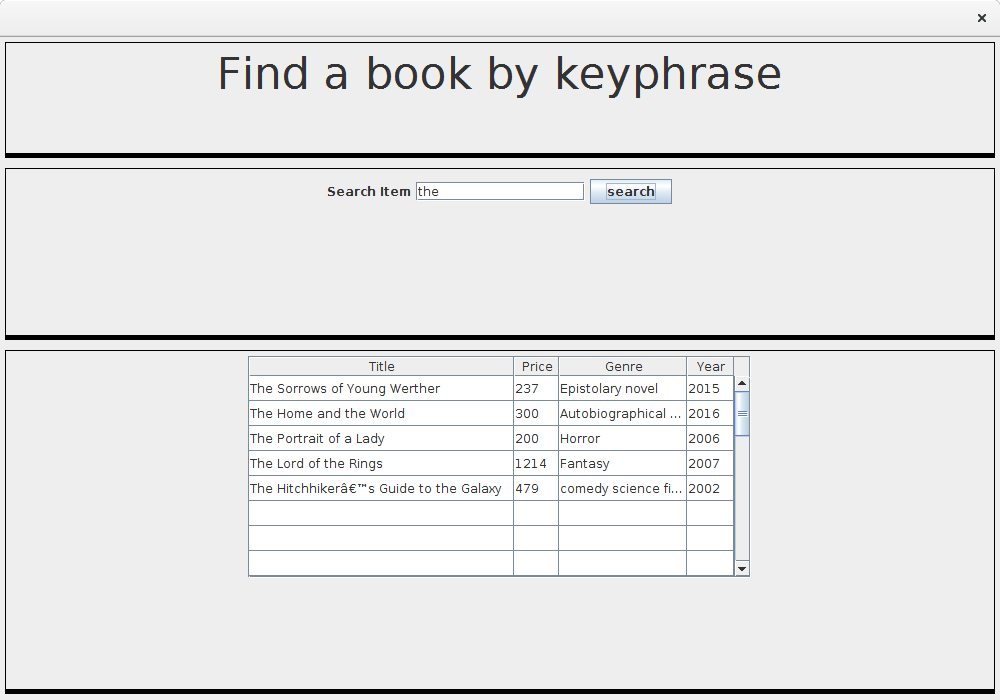 Find a book by keyphrase
Search Item the search
Title Price Genre Year
The Sorrows of Young Werther 237 Epistolary novel 2015
The Home and the World 300 Autobiographical ... 2016
The Portrait of a Lady 200 Horror 2006
The Lord of the Rings 1214 Fantasy 2007
The Hitchhikerâ€™s Guide to the Galaxy 479 comedy science fi... 2002